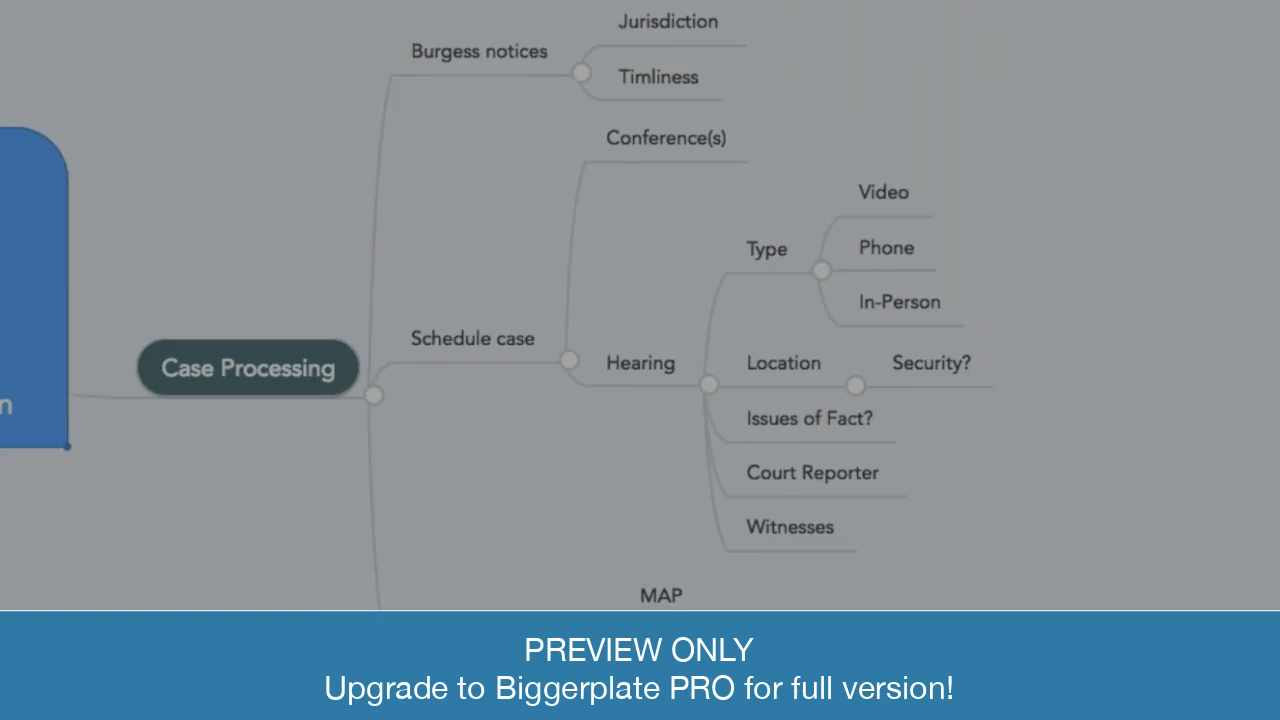 Jurisdiction
Burgess notices
Timliness
Conference(s)
Video
Type
Phone
In-Person
Schedule case
Hearing
Location
Security?
Case Processing
n
Issues of Fact?
Court Reporter
Witnesses
MAP
PREVIEW ONLY
Upgrade to Biggerplate PRO for full version!